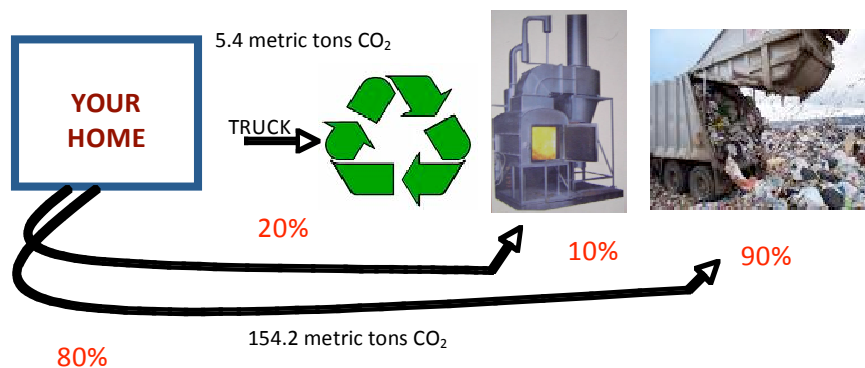 5.4 metric tons CO₂
YOUR
HOME
TRUCK
20%
10%
90%
154.2 metric tons CO₂
80%